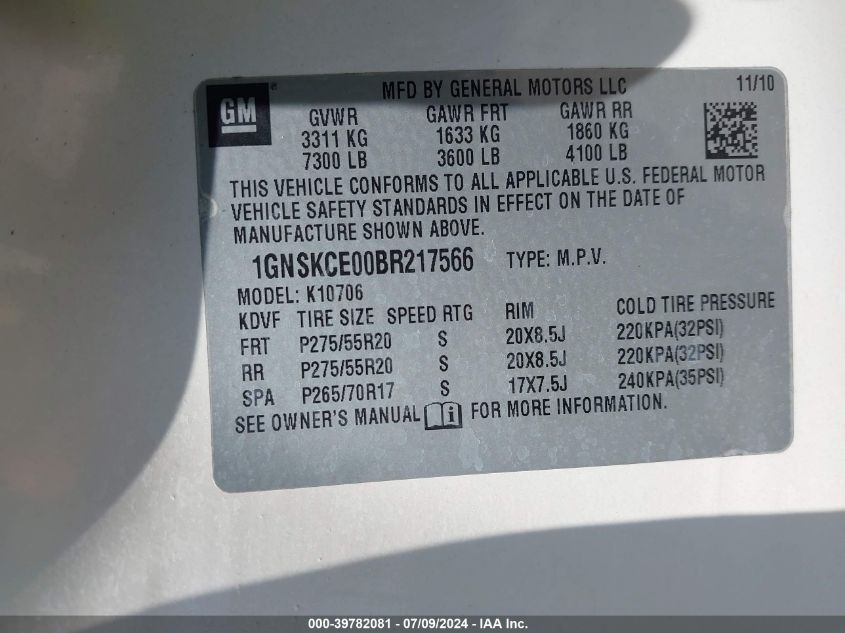 GM ®
MFD BY GENERAL MOTORS LLC 11/10
GVWR GAWR FRT GAWR RR
3311 KG 1633 KG 1860 KG
7300 LB 3600 LB 4100 LB
THIS VEHICLE CONFORMS TO ALL APPLICABLE U.S. FEDERAL MOTOR
VEHICLE SAFETY STANDARDS IN EFFECT ON THE DATE OF
MANUFACTURE SHOWN ABOVE.
1GNSKCE00BR217566 TYPE: M.P.V.
MODEL: K10706
KDVF TIRE SIZE SPEED RTG RIM COLD TIRE PRESSURE
FRT P275/55R20 S 20X8.5J 220KPA(32PSI)
RR P275/55R20 S 20X8.5J 220KPA(32PSI)
SPA P265/70R17 S 17X7.5J 240KPA(35PSI)
SEE OWNER'S MANUAL i FOR MORE INFORMATION.
000-39782081 - 07/09/2024 - IAA Inc.